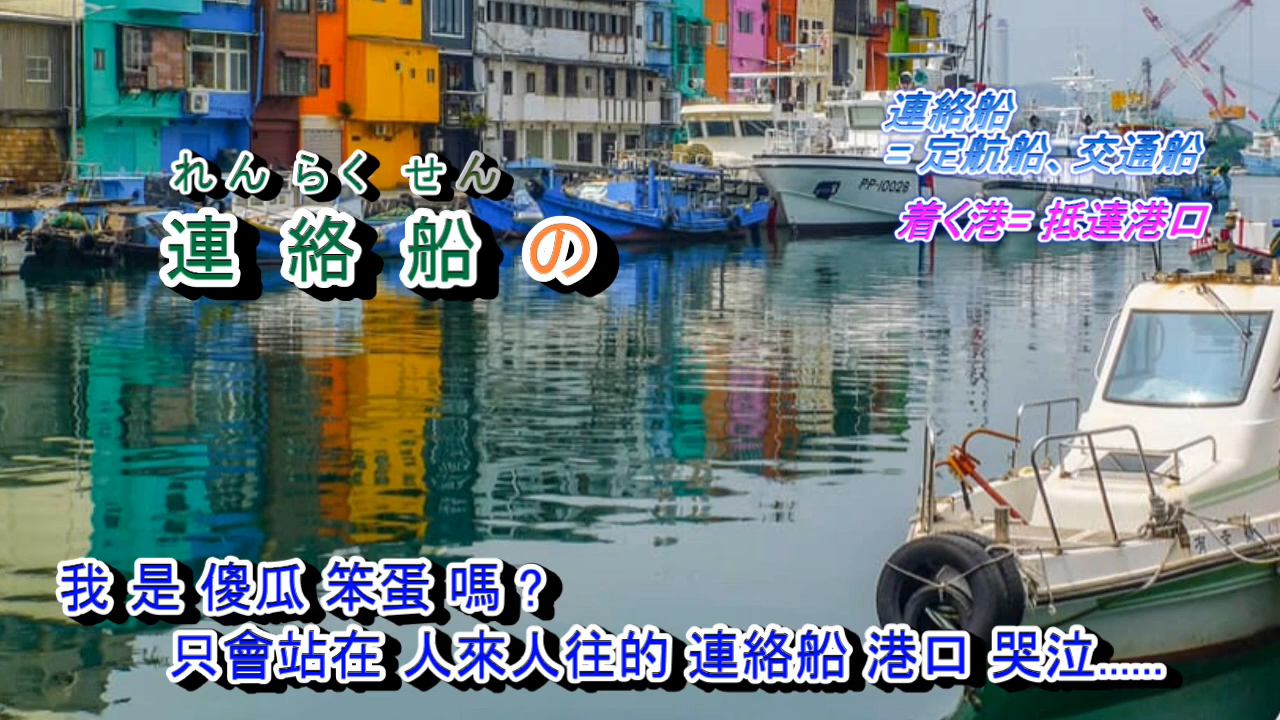 連絡船
= 定航船、交通船
着く港= 抵達港口
れん らく せん
連 絡 船 の
PP-10028
我 是 傻瓜 笨蛋 嗎 ?
只會站在 人來人往的 連絡船 港口 哭泣......